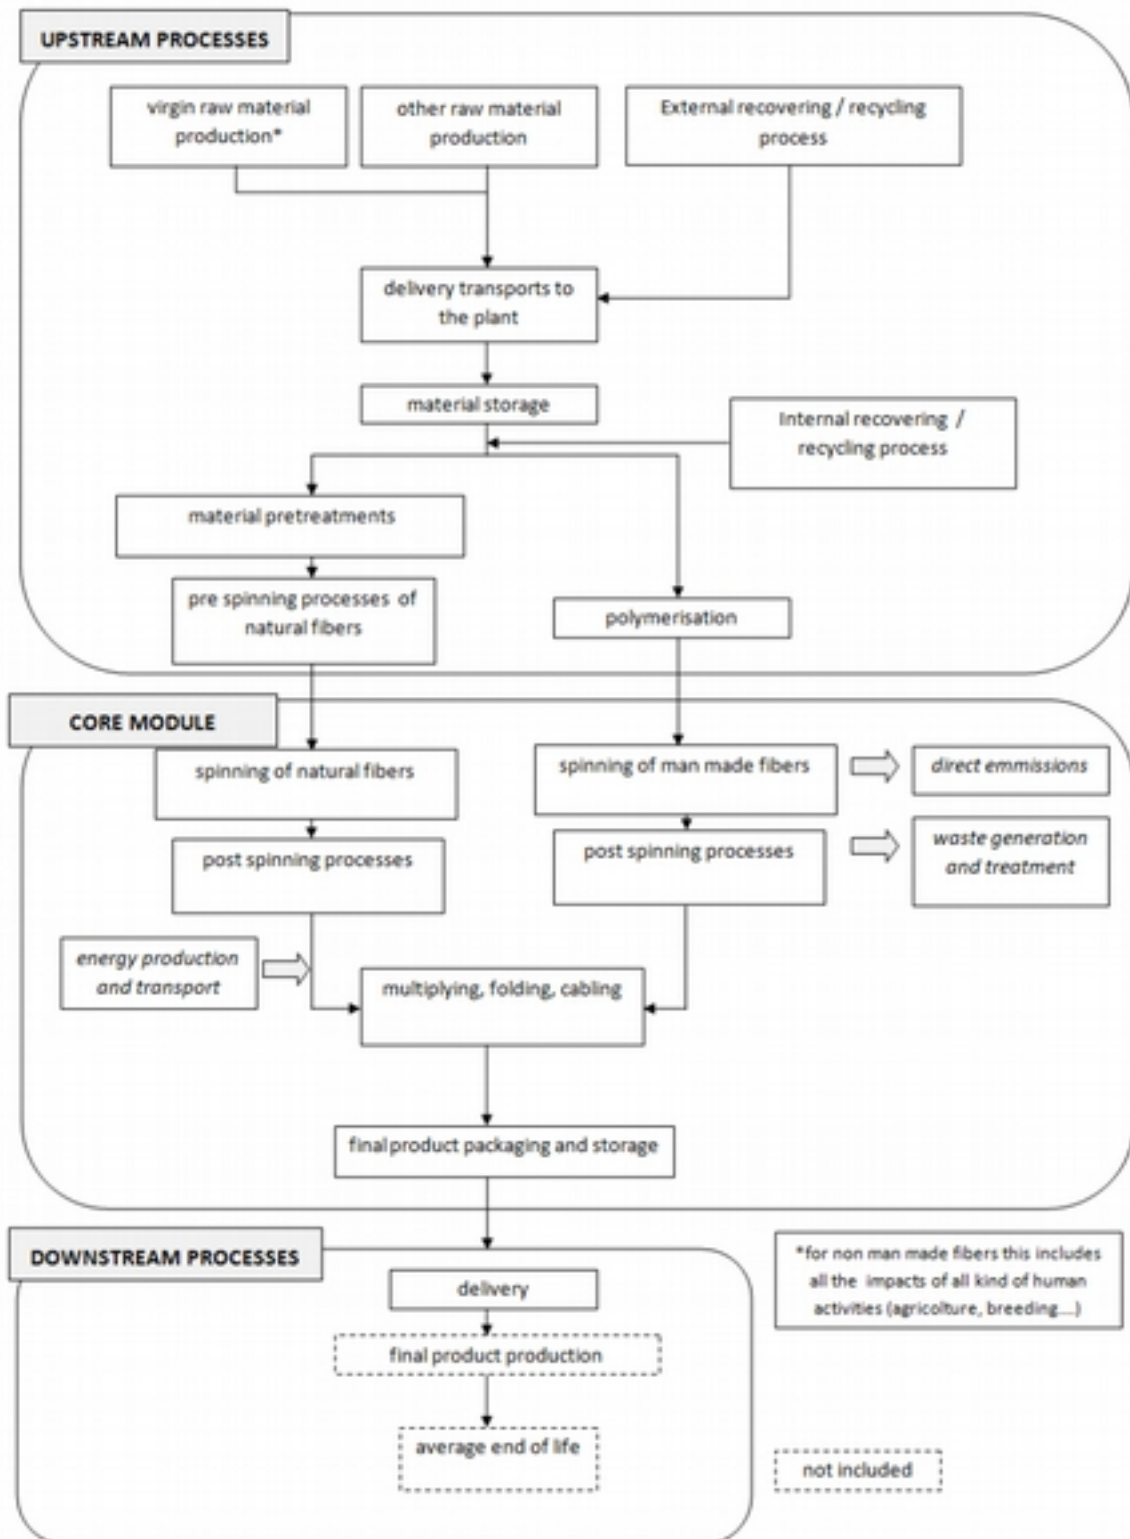 UPSTREAM PROCESSES
virgin raw material
production*
other raw material
production
External recovering / recycling
process
delivery transports to
the plant
material storage
Internal recovering /
recycling process
material pretreatments
pre spinning processes of
natural fibers
polymerisation
CORE MODULE
spinning of natural fibers
spinning of man made fibers
direct emmissions
post spinning processes
post spinning processes
waste generation
and treatment
energy production
and transport
multiplying, folding, cabling
final product packaging and storage
DOWNSTREAM PROCESSES
delivery
final product production
average end of life
*for non man made fibers this includes
all the impacts of all kind of human
activities (agricolture, breeding....)
not included